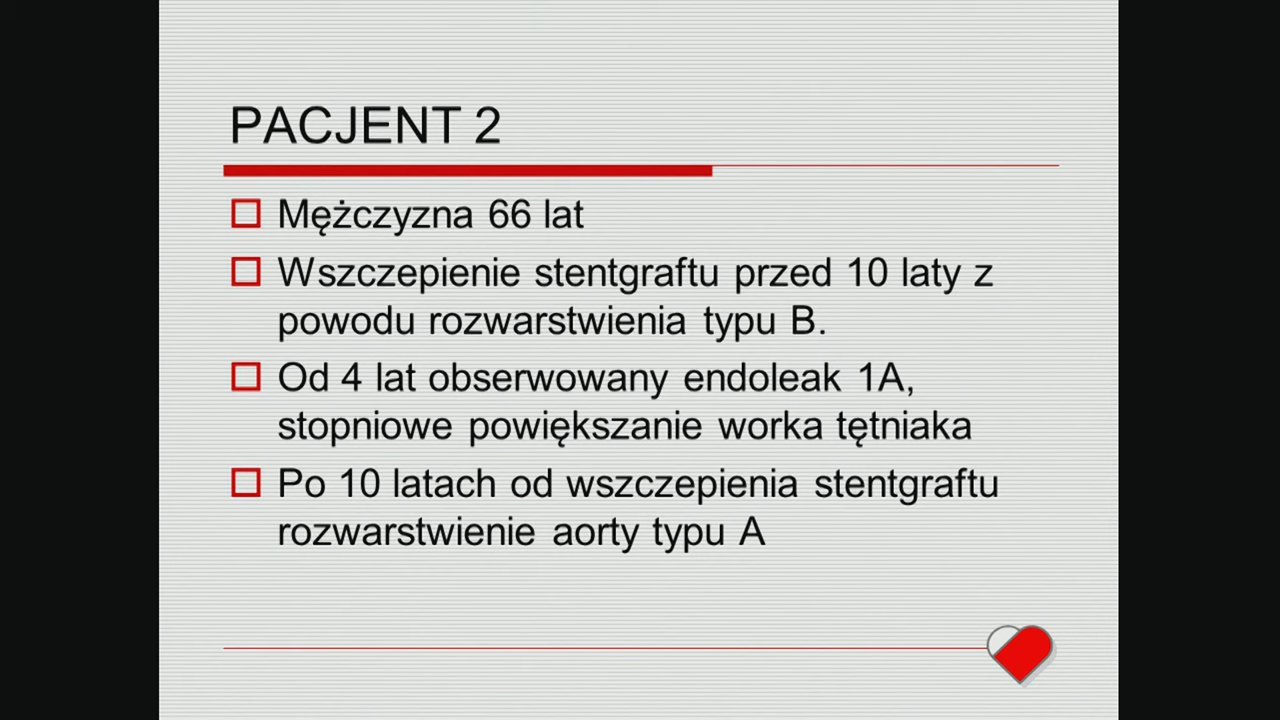 PACJENT 2
Mężczyzna 66 lat
Wszczepienie stentgraftu przed 10 laty z
powodu rozwarstwienia typu B.
Od 4 lat obserwowany endoleak 1A,
stopniowe powiększanie worka tętniaka
Po 10 latach od wszczepienia stentgraftu
rozwarstwienie aorty typu A